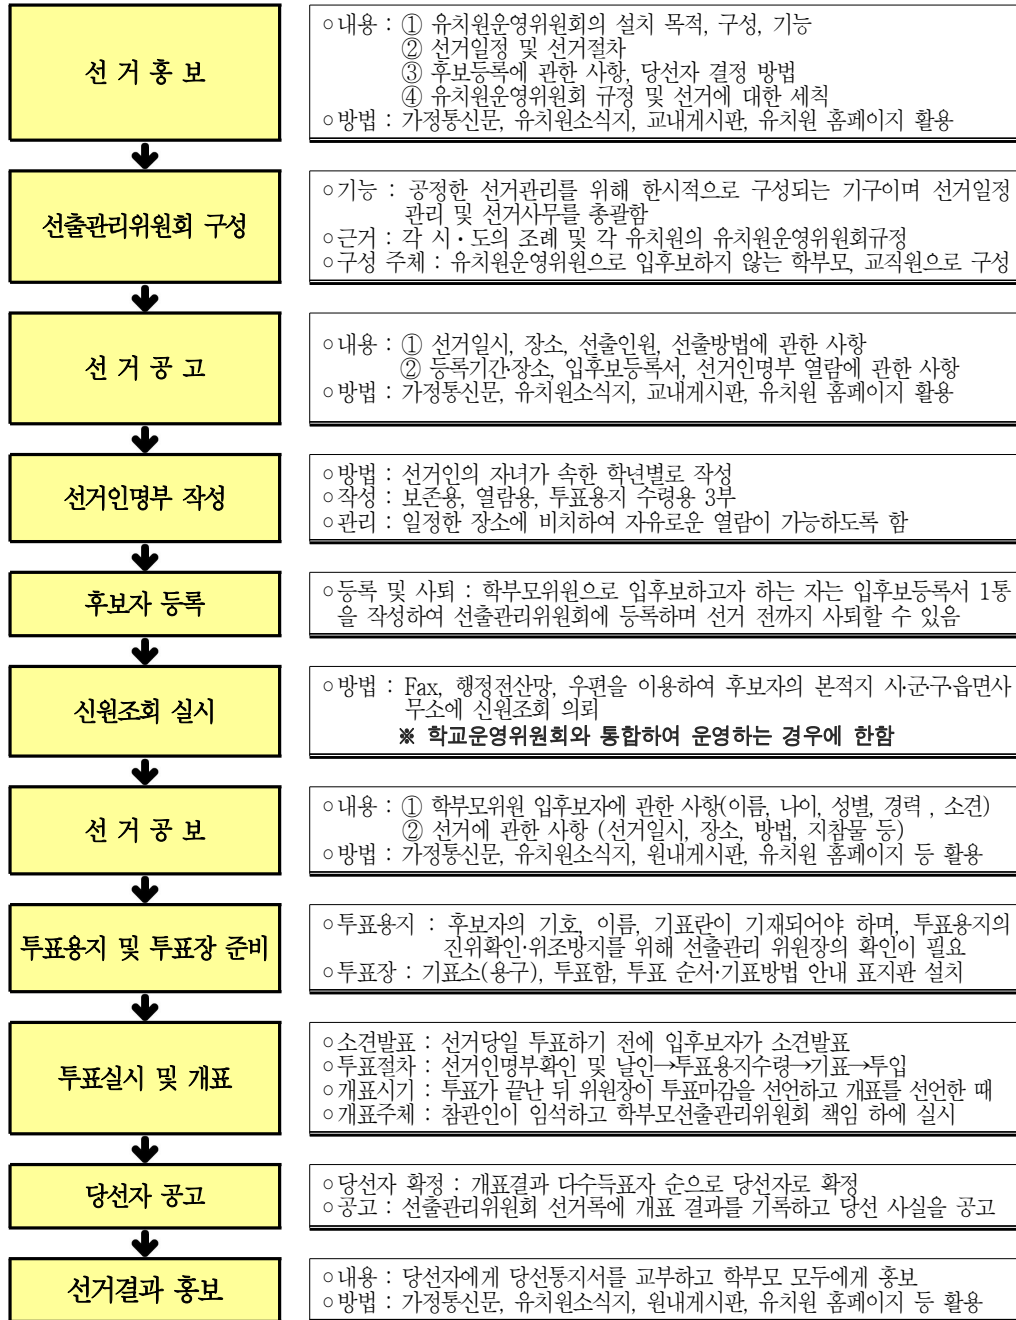 선 거 홍 보
○내용 : ① 유치원운영위원회의 설치 목적, 구성, 기능
② 선거일정 및 선거절차
③ 후보등록에 관한 사항, 당선자 결정 방법
④ 유치원운영위원회 규정 및 선거에 대한 세칙
○방법 : 가정통신문, 유치원소식지, 교내게시판, 유치원 홈페이지 활용
선출관리위원회 구성
○기능 : 공정한 선거관리를 위해 한시적으로 구성되는 기구이며 선거일정
관리 및 선거사무를 총괄함
○근거 : 각 시·도의 조례 및 각 유치원의 유치원운영위원회규정
○구성 주체 : 유치원운영위원으로 입후보하지 않는 학부모, 교직원으로 구성
선 거 공 고
○내용 : ① 선거일시, 장소, 선출인원, 선출방법에 관한 사항
② 등록기간·장소, 입후보등록서, 선거인명부 열람에 관한 사항
○방법 : 가정통신문, 유치원소식지, 교내게시판, 유치원 홈페이지 활용
선거인명부 작성
○방법 : 선거인의 자녀가 속한 학년별로 작성
○작성 : 보존용, 열람용, 투표용지 수령용 3부
○관리 : 일정한 장소에 비치하여 자유로운 열람이 가능하도록 함
후보자 등록
○등록 및 사퇴 : 학부모위원으로 입후보하고자 하는 자는 입후보등록서 1통
을 작성하여 선출관리위원회에 등록하며 선거 전까지 사퇴할 수 있음
신원조회 실시
○방법 : Fax, 행정전산망, 우편을 이용하여 후보자의 본적지 시·군·구·읍·면사
무소에 신원조회 의뢰
※ 학교운영위원회와 통합하여 운영하는 경우에 한함
선 거 공 보
○내용 : ① 학부모위원 입후보자에 관한 사항(이름, 나이, 성별, 경력 , 소견)
② 선거에 관한 사항 (선거일시, 장소, 방법, 지참물 등)
○방법 : 가정통신문, 유치원소식지, 원내게시판, 유치원 홈페이지 등 활용
투표용지 및 투표장 준비
○투표용지 : 후보자의 기호, 이름, 기표란이 기재되어야 하며, 투표용지의
진위확인·위조방지를 위해 선출관리 위원장의 확인이 필요
○투표장 : 기표소(용구), 투표함, 투표 순서·기표방법 안내 표지판 설치
투표실시 및 개표
○소견발표 : 선거당일 투표하기 전에 입후보자가 소견발표
○투표절차 : 선거인명부확인 및 날인→투표용지수령→기표→투입
○개표시기 : 투표가 끝난 뒤 위원장이 투표마감을 선언하고 개표를 선언한 때
○개표주체 : 참관인이 임석하고 학부모선출관리위원회 책임 하에 실시
당선자 공고
○당선자 확정 : 개표결과 다수득표자 순으로 당선자로 확정
○공고 : 선출관리위원회 선거록에 개표 결과를 기록하고 당선 사실을 공고
선거결과 홍보
○내용 : 당선자에게 당선통지서를 교부하고 학부모 모두에게 홍보
○방법 : 가정통신문, 유치원소식지, 원내게시판, 유치원 홈페이지 등 활용